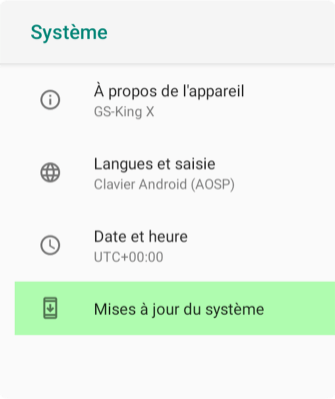 Système
À propos de l'appareil
GS-King X
Langues et saisie
Clavier Android (AOSP)
Date et heure
UTC+00:00
Mises à jour du système